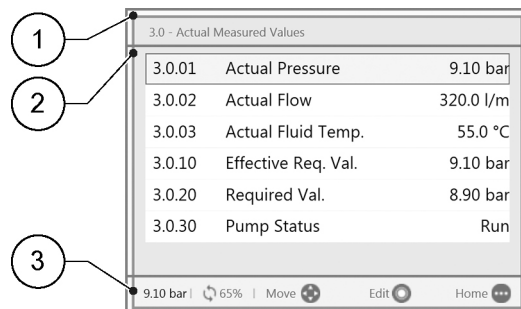 1
3.0 - Actual Measured Values
2
3.0.01 Actual Pressure 9.10 bar
3.0.02 Actual Flow 320.0 l/m
3.0.03 Actual Fluid Temp. 55.0 °C
3.0.10 Effective Req. Val. 9.10 bar
3.0.20 Required Val. 8.90 bar
3.0.30 Pump Status Run
3
9.10 bar | 65% | Move Edit Home